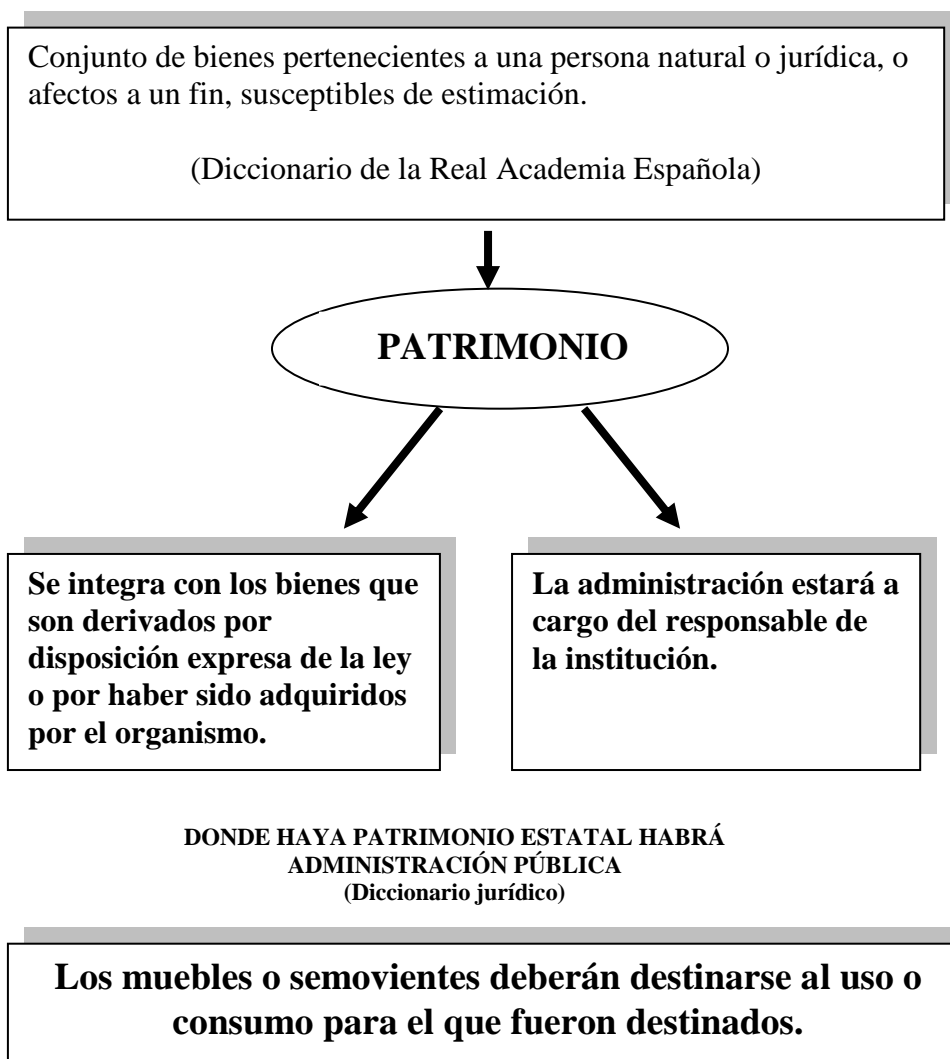 Conjunto de bienes pertenecientes a una persona natural o jurídica, o
afectos a un fin, susceptibles de estimación.
(Diccionario de la Real Academia Española)
PATRIMONIO
Se integra con los bienes que
son derivados por
disposición expresa de la ley
o por haber sido adquiridos
por el organismo.
La administración estará a
cargo del responsable de
la institución.
DONDE HAYA PATRIMONIO ESTATAL HABRÁ
ADMINISTRACIÓN PÚBLICA
(Diccionario jurídico)
Los muebles o semovientes deberán destinarse al uso o
consumo para el que fueron destinados.